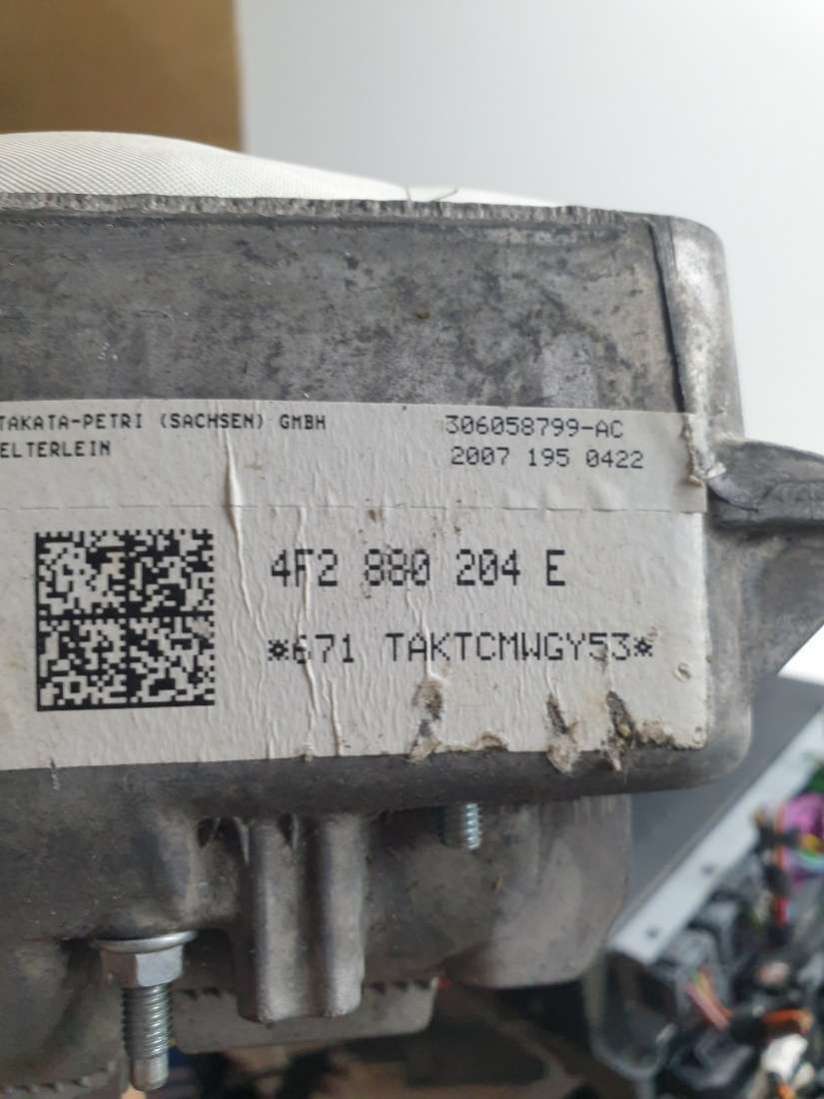 TAKATA-PETRI (SACHSEN) GMBH
ELTERLEIN
306058799-AC
2007 195 0422
4F2 880 204 E
*671 TAKTCMWGY53*